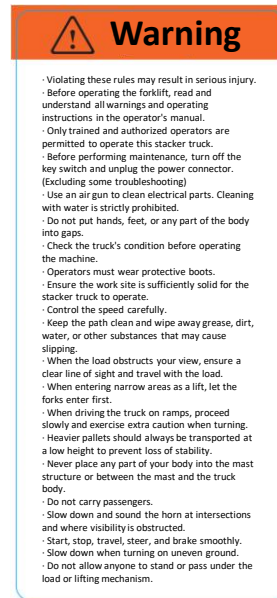 Warning
· Violating these rules may result in serious injury.
· Before operating the forklift, read and
understand all warnings and operating
instructions in the operator's manual.
· Only trained and authorized operators are
permitted to operate this stacker truck.
· Before performing maintenance, turn off the
key switch and unplug the power connector.
(Excluding some troubleshooting)
· Use an air gun to clean electrical parts. Cleaning
with water is strictly prohibited.
· Do not put hands, feet, or any part of the body
into gaps.
· Check the truck's condition before operating
the machine.
· Operators must wear protective boots.
· Ensure the work site is sufficiently solid for the
stacker truck to operate.
· Control the speed carefully.
· Keep the path clean and wipe away grease, dirt,
water, or other substances that may cause
slipping.
· When the load obstructs your view, ensure a
clear line of sight and travel with the load.
· When entering narrow areas as a lift, let the
forks enter first.
· When driving the truck on ramps, proceed
slowly and exercise extra caution when turning.
· Heavier pallets should always be transported at
a low height to prevent loss of stability.
· Never place any part of your body into the mast
structure or between the mast and the truck
body.
· Do not carry passengers.
· Slow down and sound the horn at intersections
and where visibility is obstructed.
· Start, stop, travel, steer, and brake smoothly.
· Slow down when turning on uneven ground.
· Do not allow anyone to stand or pass under the
load or lifting mechanism.